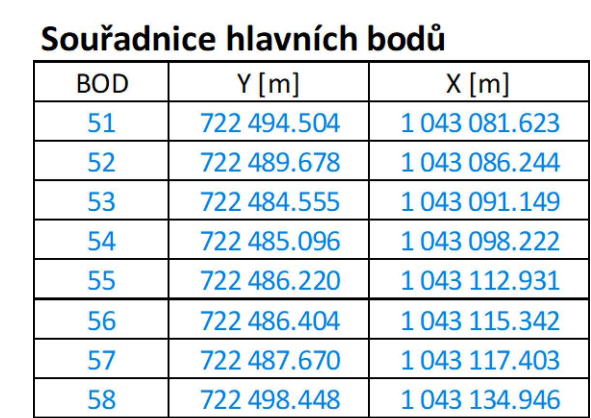 Souřadnice hlavních bodů
BOD Y [m] X [m]
51 722 494.504 1 043 081.623
52 722 489.678 1 043 086.244
53 722 484.555 1 043 091.149
54 722 485.096 1 043 098.222
55 722 486.220 1 043 112.931
56 722 486.404 1 043 115.342
57 722 487.670 1 043 117.403
58 722 498.448 1 043 134.946